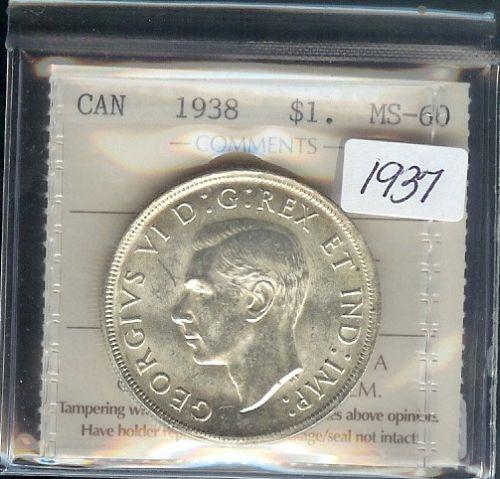 CAN 1938 $1. MS-60
COMMENTS
1937
GEORGIVS VI D:G:REX ET IND:IMP:
A
EM.
Tampering above opinion.
Have holder /seal not intact